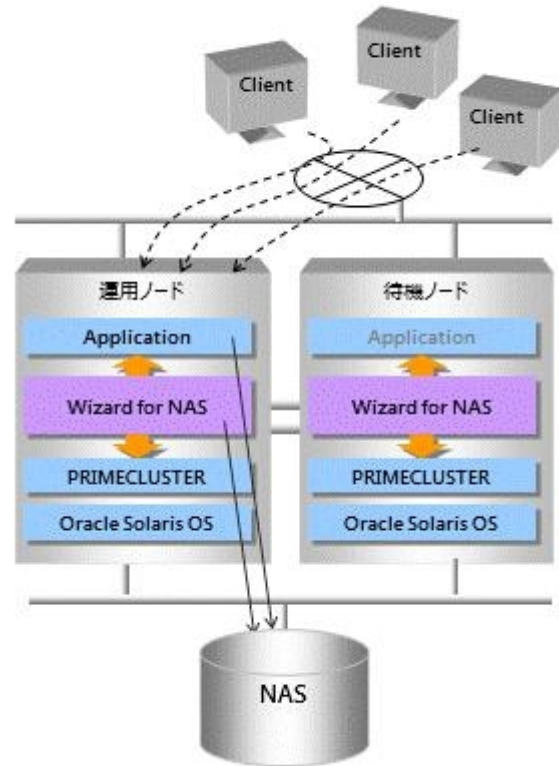 Client
Client
Client
運用ノード
Application
Wizard for NAS
PRIMECLUSTER
Oracle Solaris OS
待機ノード
Application
Wizard for NAS
PRIMECLUSTER
Oracle Solaris OS
NAS